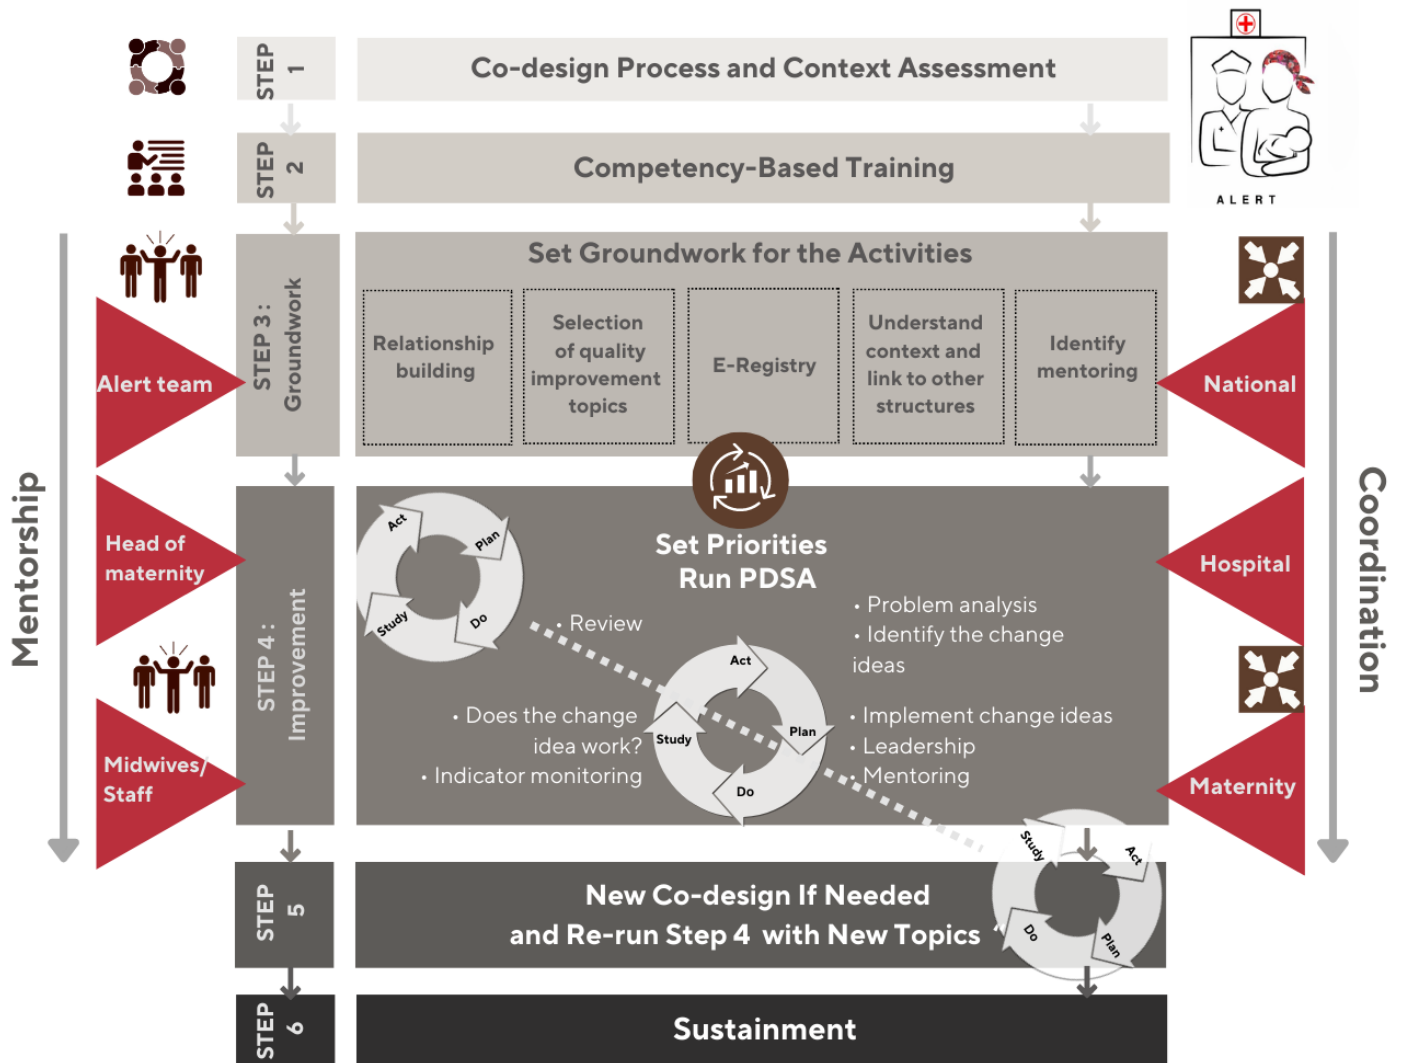 STEP
1
Co-design Process and Context Assessment
ALERT
STEP
2
Competency-Based Training
STEP 3 :
Groundwork
Set Groundwork for the Activities
Relationship
building
Selection
of quality
improvement
topics
E-Registry
Understand
context and
link to other
structures
Identify
mentoring
Mentorship
Alert team
Head of
maternity
Midwives/
Staff
Coordination
National
Hospital
Maternity
STEP 4 :
Improvement
Set Priorities
Run PDSA
Act
Plan
Do
Study
• Review
• Problem analysis
• Identify the change
ideas
Act
Plan
Do
Study
• Does the change
idea work?
• Indicator monitoring
• Implement change ideas
• Leadership
• Mentoring
Study
Act
Plan
Do
STEP
5
New Co-design If Needed
and Re-run Step 4 with New Topics
STEP
6
Sustainment